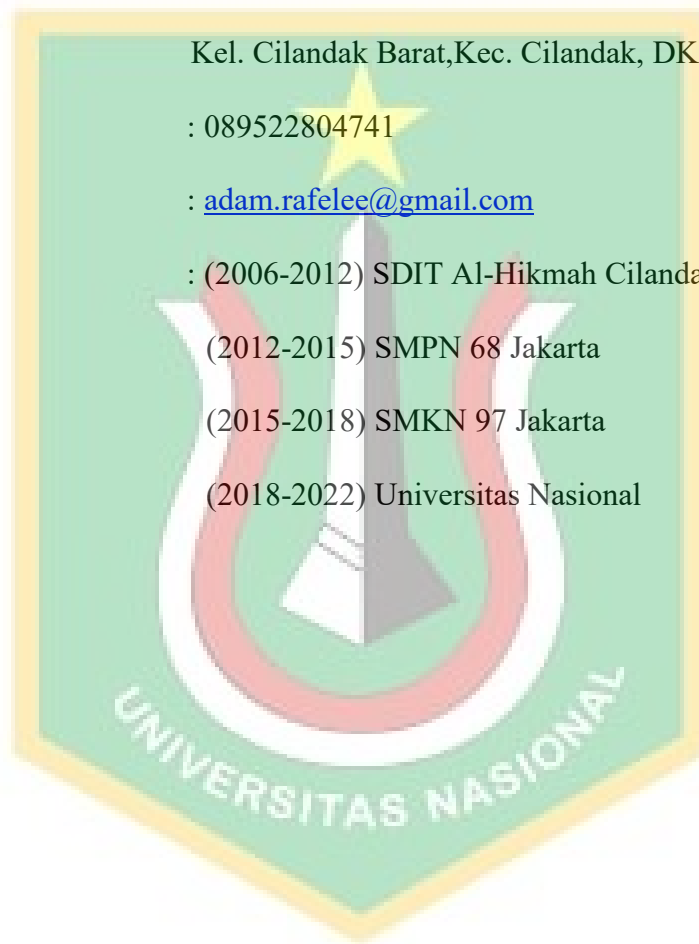 Kel. Cilandak Barat,Kec. Cilandak, DK
: 089522804741
: adam.rafelee@gmail.com
: (2006-2012) SDIT Al-Hikmah Cilanda
(2012-2015) SMPN 68 Jakarta
(2015-2018) SMKN 97 Jakarta
(2018-2022) Universitas Nasional
UNIVERSITAS NASIONAL